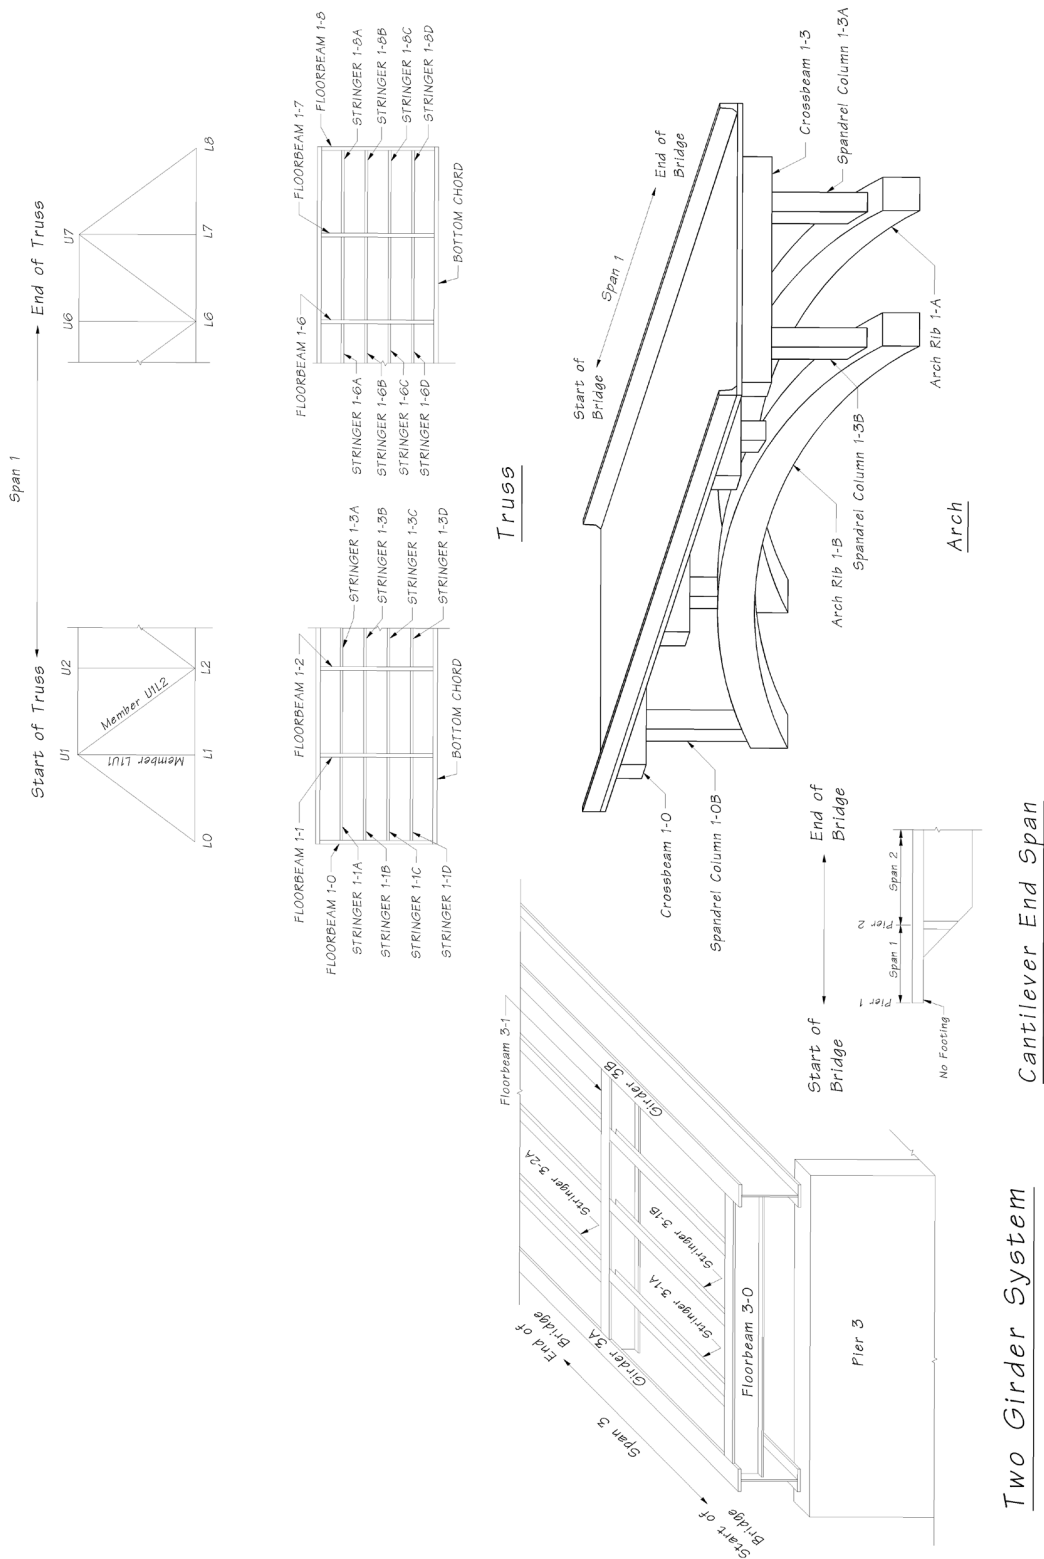 Span 1
Start of Truss
End of Truss
U1
U2
U6
U7
Member L1U1
Member U1L2
L0
L1
L2
L6
L7
L8
FLOORBEAM 1-1
FLOORBEAM 1-2
FLOORBEAM 1-6
FLOORBEAM 1-7
FLOORBEAM 1-0
FLOORBEAM 1-8
STRINGER 1-1A
STRINGER 1-1B
STRINGER 1-1C
STRINGER 1-1D
STRINGER 1-3A
STRINGER 1-3B
STRINGER 1-3C
STRINGER 1-3D
BOTTOM CHORD
STRINGER 1-6A
STRINGER 1-6B
STRINGER 1-6C
STRINGER 1-6D
STRINGER 1-8A
STRINGER 1-8B
STRINGER 1-8C
STRINGER 1-8D
BOTTOM CHORD
Truss
Floorbeam 3-1
Girder 3B
Stringer 3-2A
Stringer 3-1B
Stringer 3-1A
Girder 3A
Floorbeam 3-0
End of
Bridge
Span 3
Start of
Bridge
Pier 3
Two Girder System
Start of
Bridge
Span 1
End of
Bridge
Crossbeam 1-0
Spandrel Column 1-0B
Arch Rib 1-B
Spandrel Column 1-3B
Arch Rib 1-A
Crossbeam 1-3
Spandrel Column 1-3A
Arch
Start of
Bridge
End of
Bridge
Pier 1
Span 1
Pier 2
Span 2
No Footing
Cantilever End Span